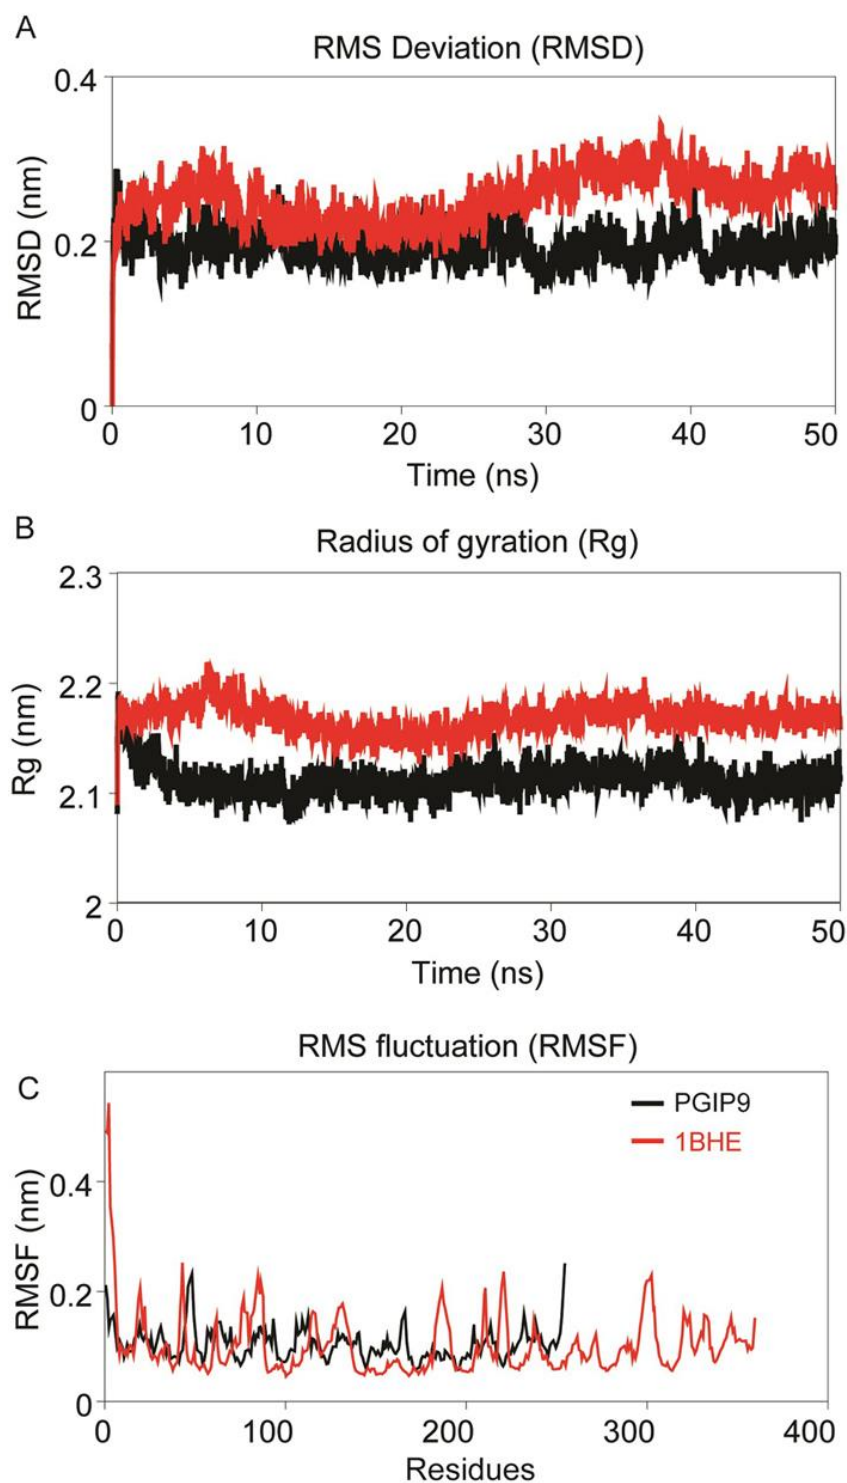 A
RMS Deviation (RMSD)
0.4
0.2
0
RMSD (nm)
0 10 20 30 40 50
Time (ns)
B
Radius of gyration (Rg)
2.3
2.2
2.1
2
Rg (nm)
0 10 20 30 40 50
Time (ns)
RMS fluctuation (RMSF)
C
PGIP9
1BHE
0.4
0.2
0
RMSF (nm)
0 100 200 300 400
Residues